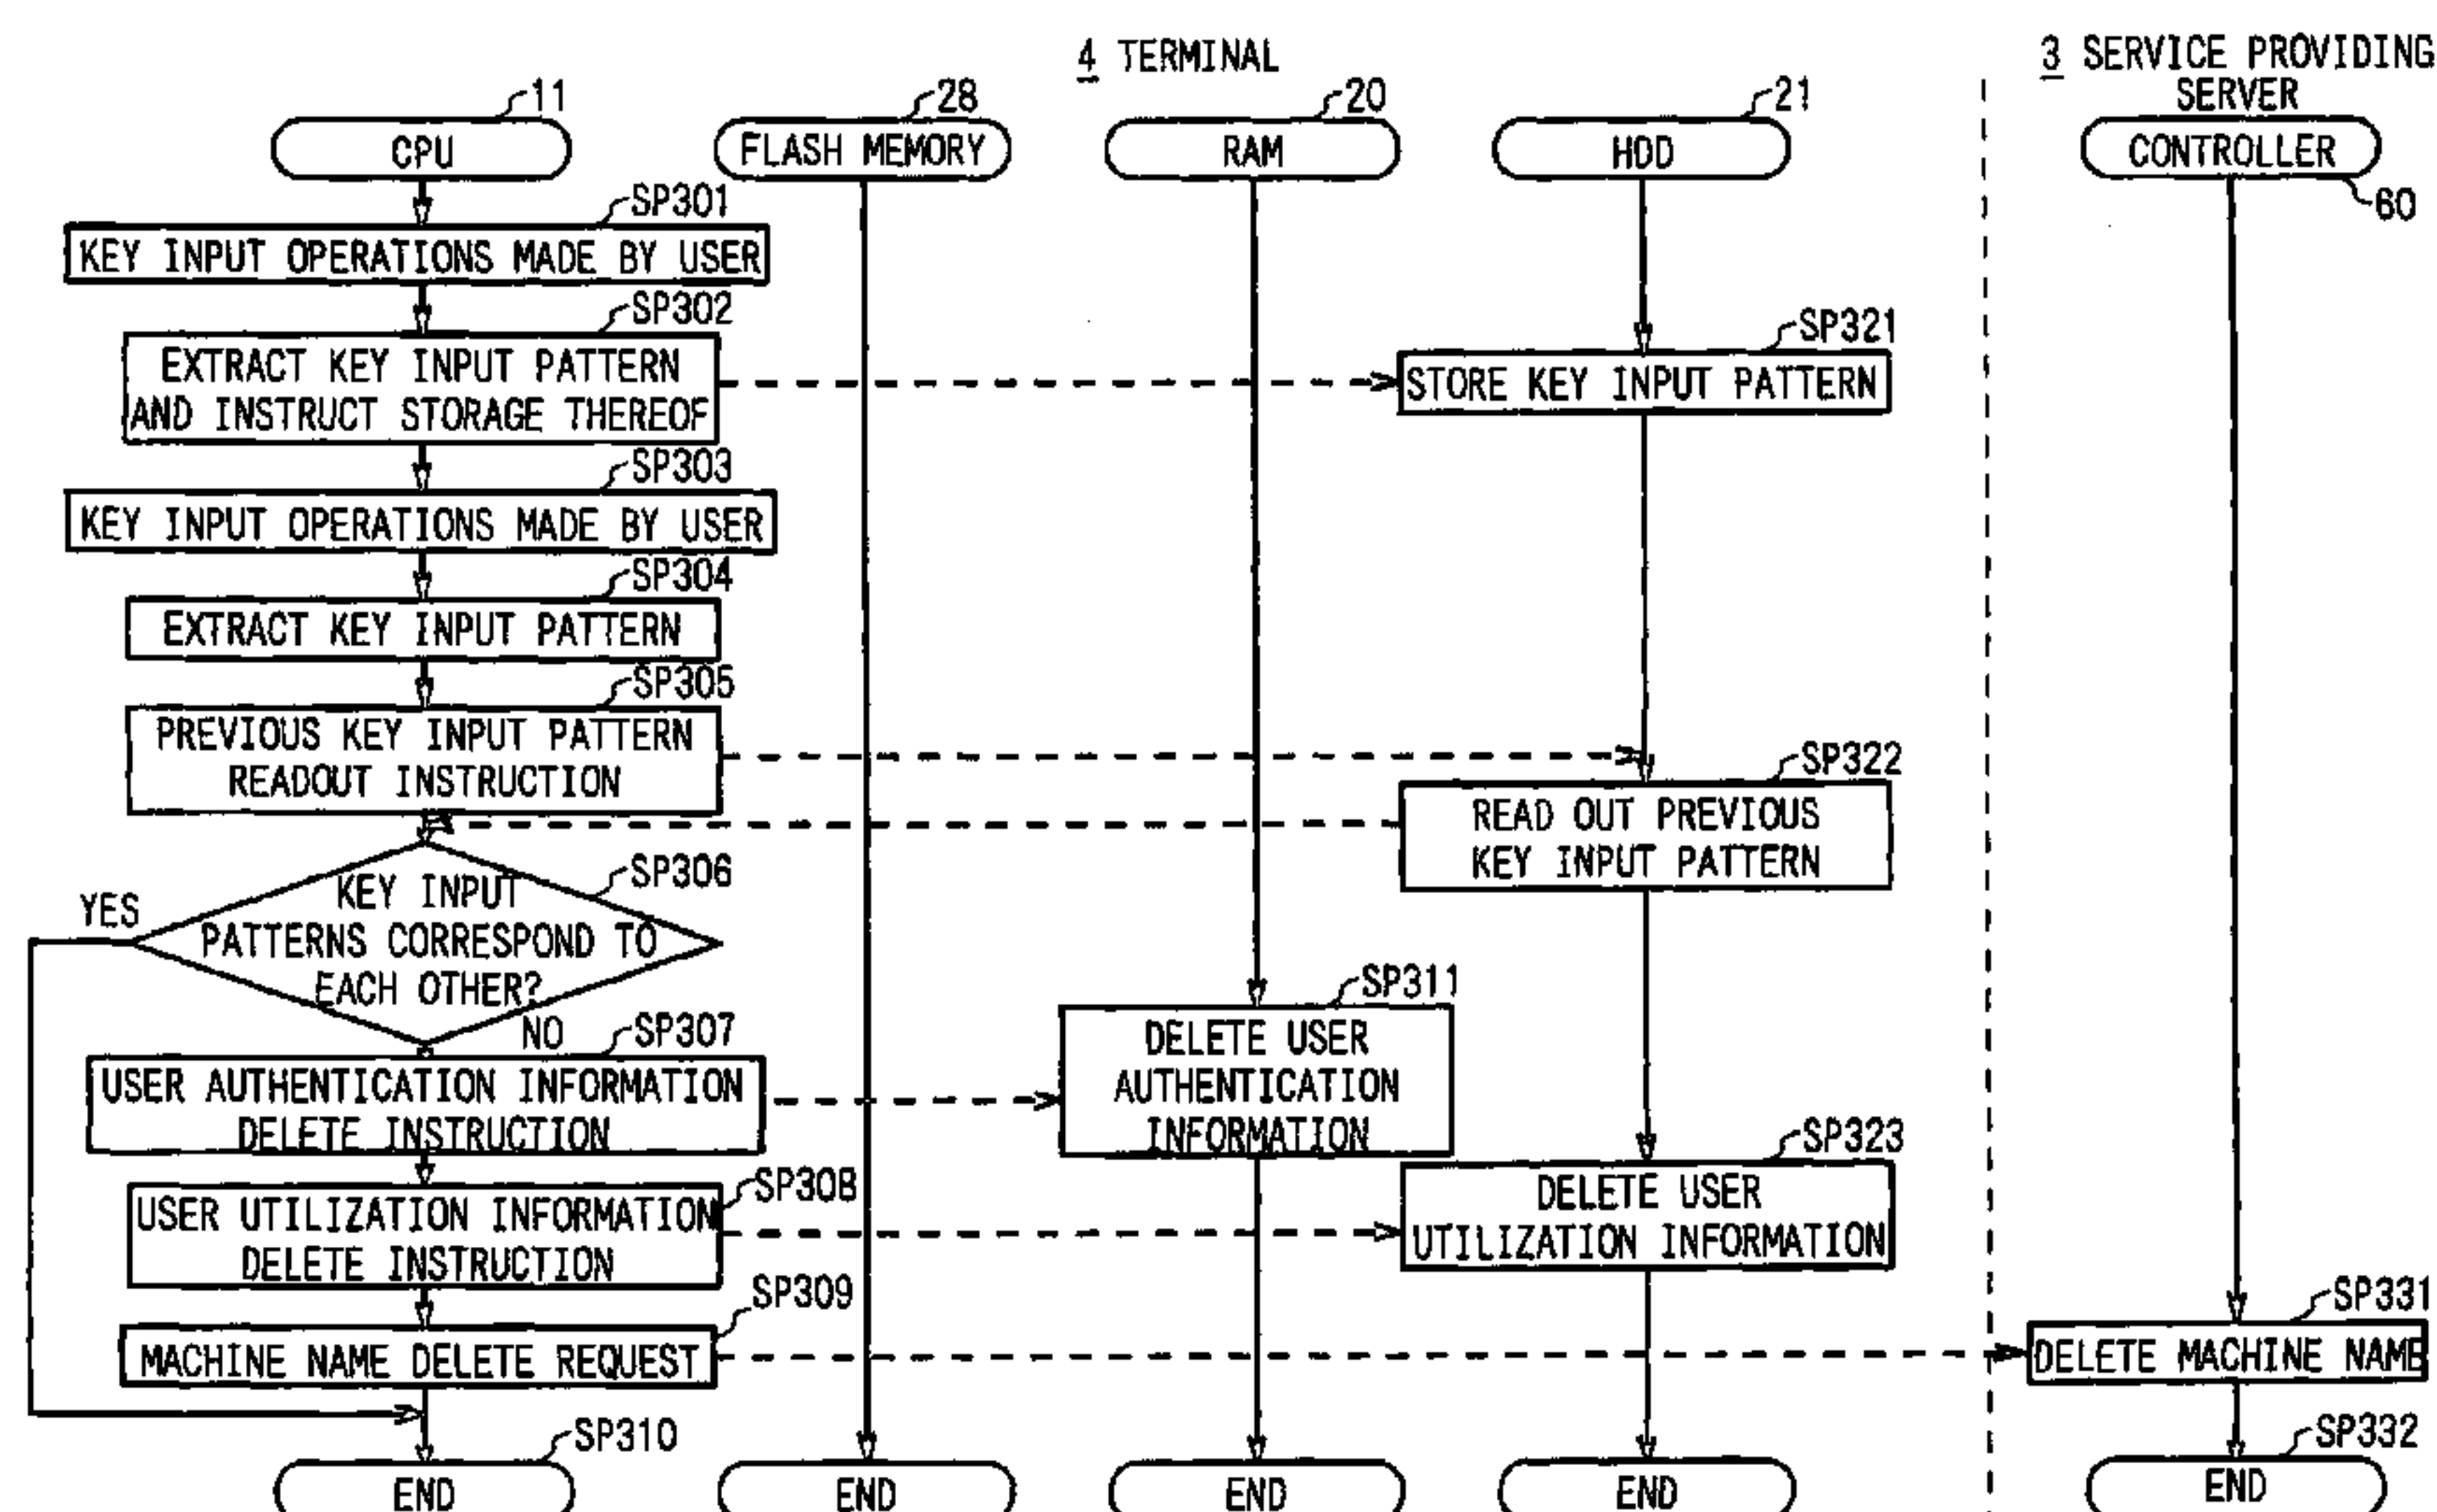 4 TERMINAL
3 SERVICE PROVIDING
SERVER
11
28
20
21
CPU
FLASH MEMORY
RAM
HDD
CONTROLLER
60
SP301
KEY INPUT OPERATIONS MADE BY USER
SP302
EXTRACT KEY INPUT PATTERN
AND INSTRUCT STORAGE THEREOF
SP321
STORE KEY INPUT PATTERN
SP303
KEY INPUT OPERATIONS MADE BY USER
SP304
EXTRACT KEY INPUT PATTERN
SP305
PREVIOUS KEY INPUT PATTERN
READOUT INSTRUCTION
SP322
READ OUT PREVIOUS
KEY INPUT PATTERN
SP306
KEY INPUT
PATTERNS CORRESPOND TO
EACH OTHER?
YES
NO
SP307
USER AUTHENTICATION INFORMATION
DELETE INSTRUCTION
SP311
DELETE USER
AUTHENTICATION
INFORMATION
SP308
USER UTILIZATION INFORMATION
DELETE INSTRUCTION
SP323
DELETE USER
UTILIZATION INFORMATION
SP309
MACHINE NAME DELETE REQUEST
SP331
DELETE MACHINE NAME
SP310
END
END
END
END
SP332
END